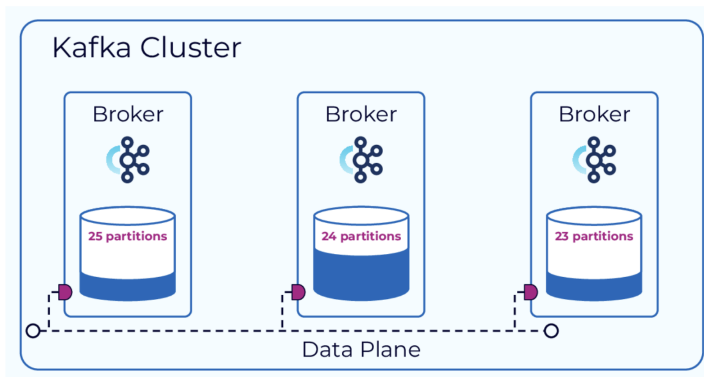 Kafka Cluster
Broker
Broker
Broker
25 partitions
24 partitions
23 partitions
Data Plane